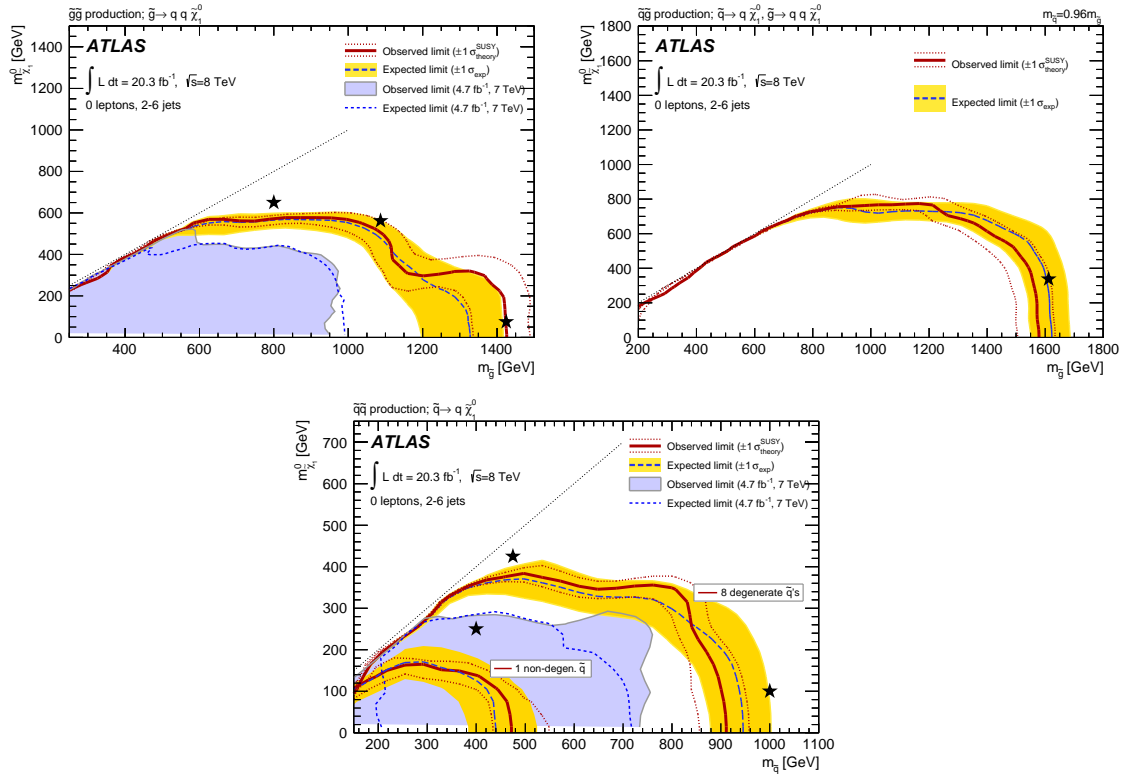 g̃g̃ production; g̃→ q q χ̃₁⁰
m_χ̃₁⁰ [GeV]
1400
1200
1000
800
600
400
200
0
ATLAS
∫ L dt = 20.3 fb⁻¹, √s=8 TeV
0 leptons, 2-6 jets
Observed limit (±1 σ^SUSY_theory)
Expected limit (±1 σ_exp)
Observed limit (4.7 fb⁻¹, 7 TeV)
Expected limit (4.7 fb⁻¹, 7 TeV)
400 600 800 1000 1200 1400
m_g̃ [GeV]
q̃g̃ production; q̃→ q χ̃₁⁰, g̃→ q q χ̃₁⁰
m_q̃=0.96m_g̃
m_χ̃₁⁰ [GeV]
1800
1600
1400
1200
1000
800
600
400
200
0
ATLAS
∫ L dt = 20.3 fb⁻¹, √s=8 TeV
0 leptons, 2-6 jets
Observed limit (±1 σ^SUSY_theory)
Expected limit (±1 σ_exp)
200 400 600 800 1000 1200 1400 1600 1800
m_g̃ [GeV]
q̃q̃ production; q̃→ q χ̃₁⁰
m_χ̃₁⁰ [GeV]
700
600
500
400
300
200
100
0
ATLAS
∫ L dt = 20.3 fb⁻¹, √s=8 TeV
0 leptons, 2-6 jets
Observed limit (±1 σ^SUSY_theory)
Expected limit (±1 σ_exp)
Observed limit (4.7 fb⁻¹, 7 TeV)
Expected limit (4.7 fb⁻¹, 7 TeV)
8 degenerate q̃'s
1 non-degen. q̃
200 300 400 500 600 700 800 900 1000 1100
m_q̃ [GeV]